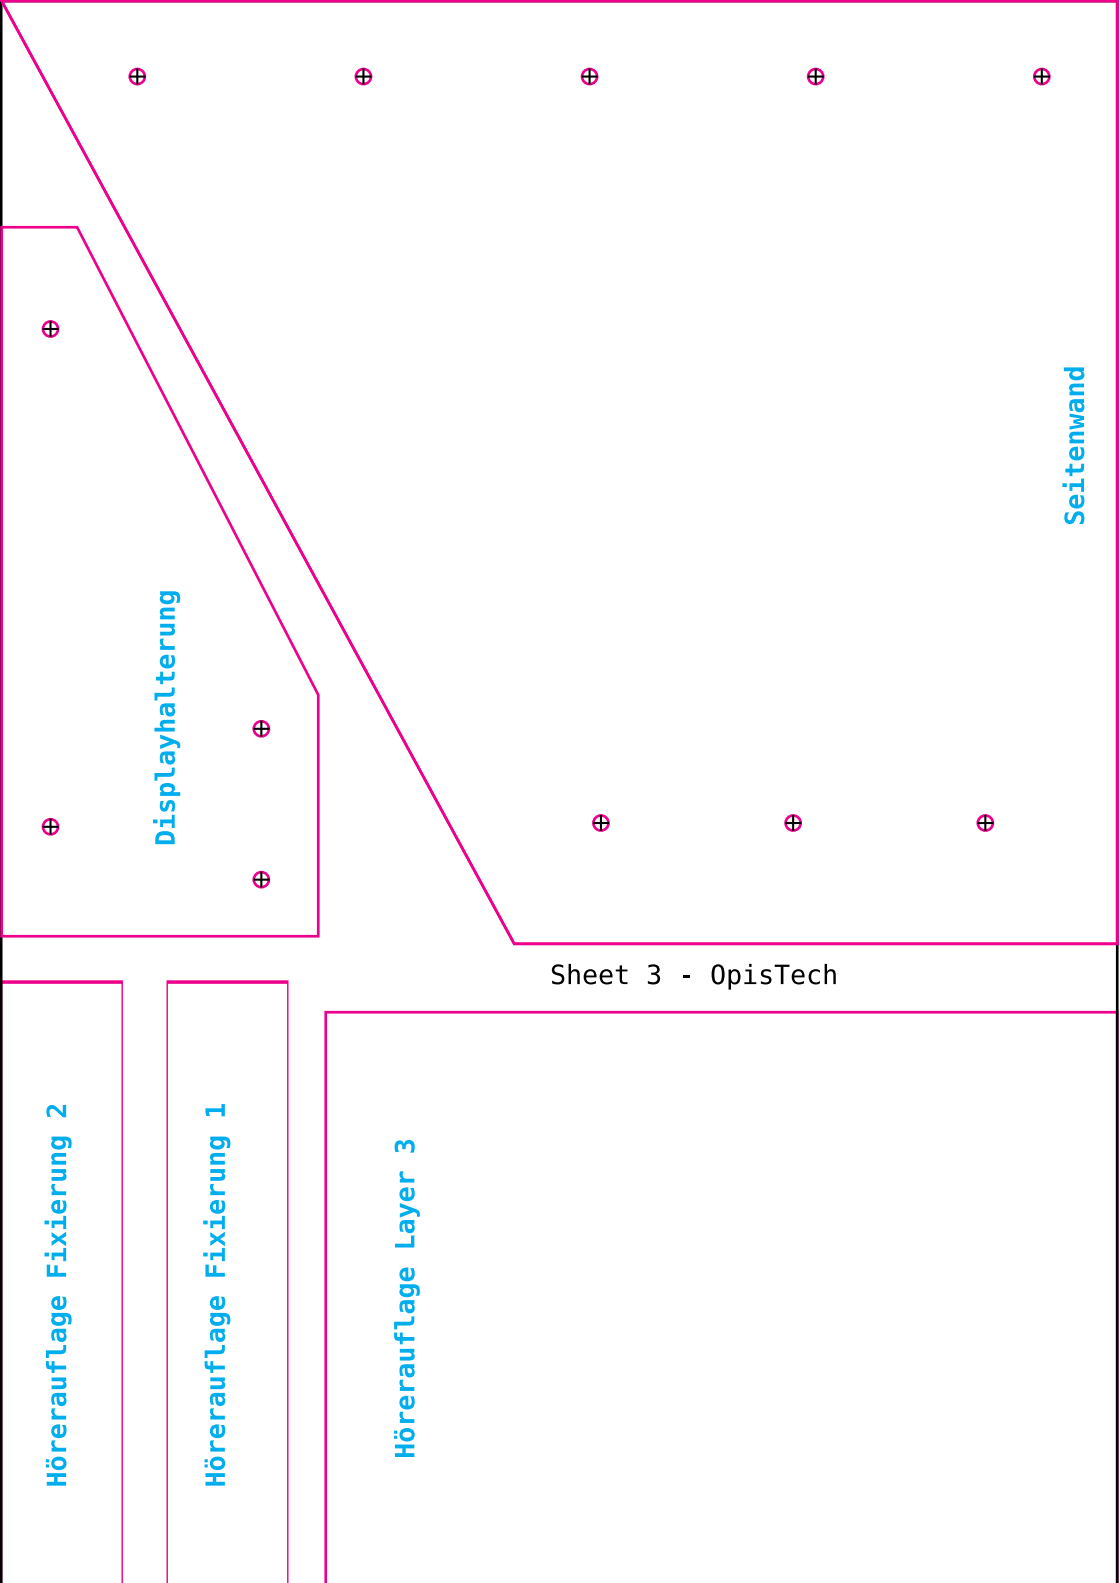 Seitenwand
Displayhalterung
Sheet 3 - OpisTech
Hörerauflage Fixierung 2
Hörerauflage Fixierung 1
Hörerauflage Layer 3